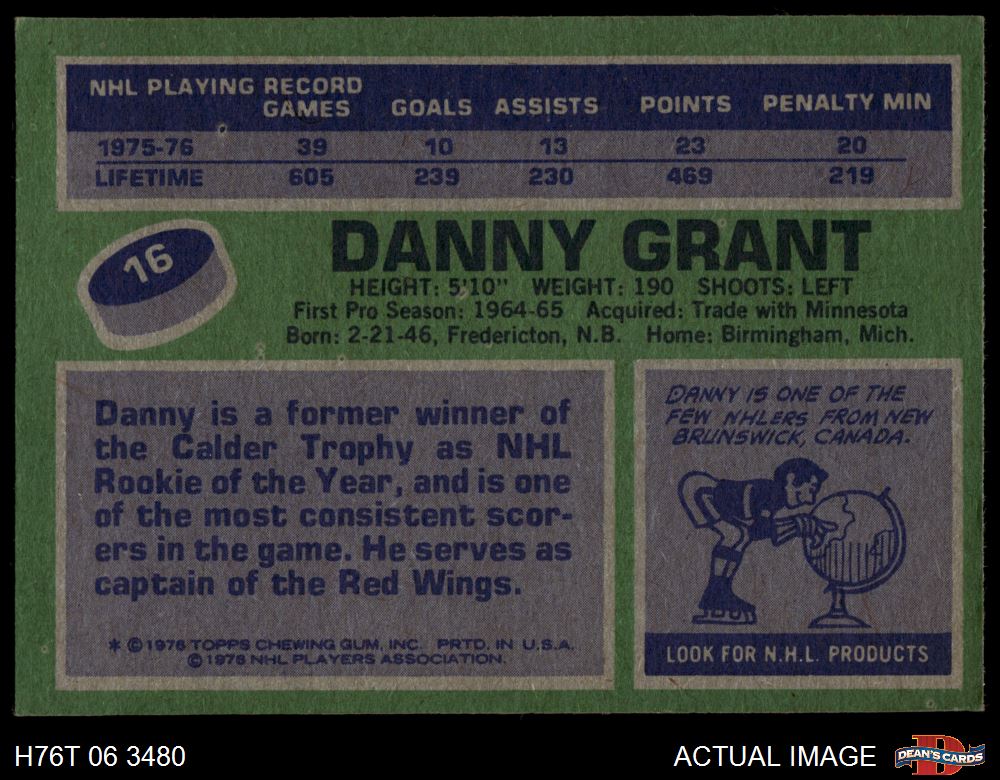 NHL PLAYING RECORD
GAMES GOALS ASSISTS POINTS PENALTY MIN
1975-76 39 10 13 23 20
LIFETIME 605 239 230 469 219
16
DANNY GRANT
HEIGHT: 5'10" WEIGHT: 190 SHOOTS: LEFT
First Pro Season: 1964-65 Acquired: Trade with Minnesota
Born: 2-21-46, Fredericton, N.B. Home: Birmingham, Mich.
Danny is a former winner of
the Calder Trophy as NHL
Rookie of the Year, and is one
of the most consistent scor-
ers in the game. He serves as
captain of the Red Wings.
* © 1976 TOPPS CHEWING GUM, INC. PRTD. IN U.S.A.
© 1976 NHL PLAYERS ASSOCIATION.
DANNY IS ONE OF THE
FEW NHLERS FROM NEW
BRUNSWICK, CANADA.
LOOK FOR N.H.L. PRODUCTS
H76T 06 3480
ACTUAL IMAGE
D
DEAN'S CARDS